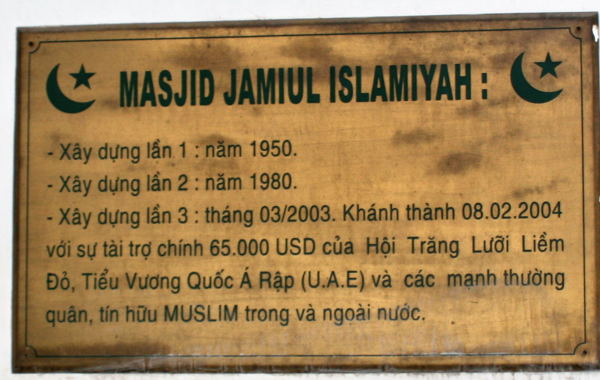 MASJID JAMIUL ISLAMIYAH :
- Xây dựng lần 1 : năm 1950.
- Xây dựng lần 2 : năm 1980.
- Xây dựng lần 3 : tháng 03/2003. Khánh thành 08.02.2004
với sự tài trợ chính 65.000 USD của Hội Trăng Lưỡi Liềm
Đỏ, Tiểu Vương Quốc Á Rập (U.A.E) và các mạnh thường
quân, tín hữu MUSLIM trong và ngoài nước.